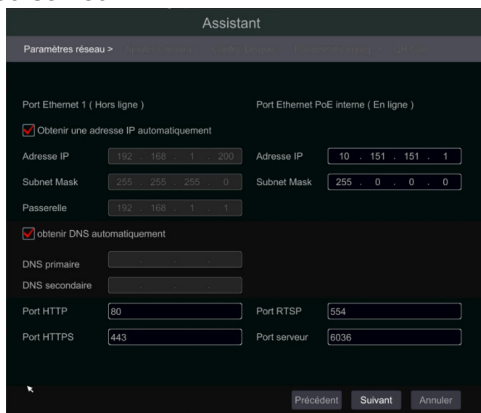 Assistant
Paramètres réseau >
Port Ethernet 1 ( Hors ligne ) Port Ethernet PoE interne ( En ligne )
Obtenir une adresse IP automatiquement
Adresse IP 192 . 168 . 1 . 200 Adresse IP 10 . 151 . 151 . 1
Subnet Mask 255 . 255 . 255 . 0 Subnet Mask 255 . 0 . 0 . 0
Passerelle 192 . 168 . 1 . 1
obtenir DNS automatiquement
DNS primaire . . .
DNS secondaire . . .
Port HTTP 80 Port RTSP 554
Port HTTPS 443 Port serveur 6036
Précédent Suivant Annuler